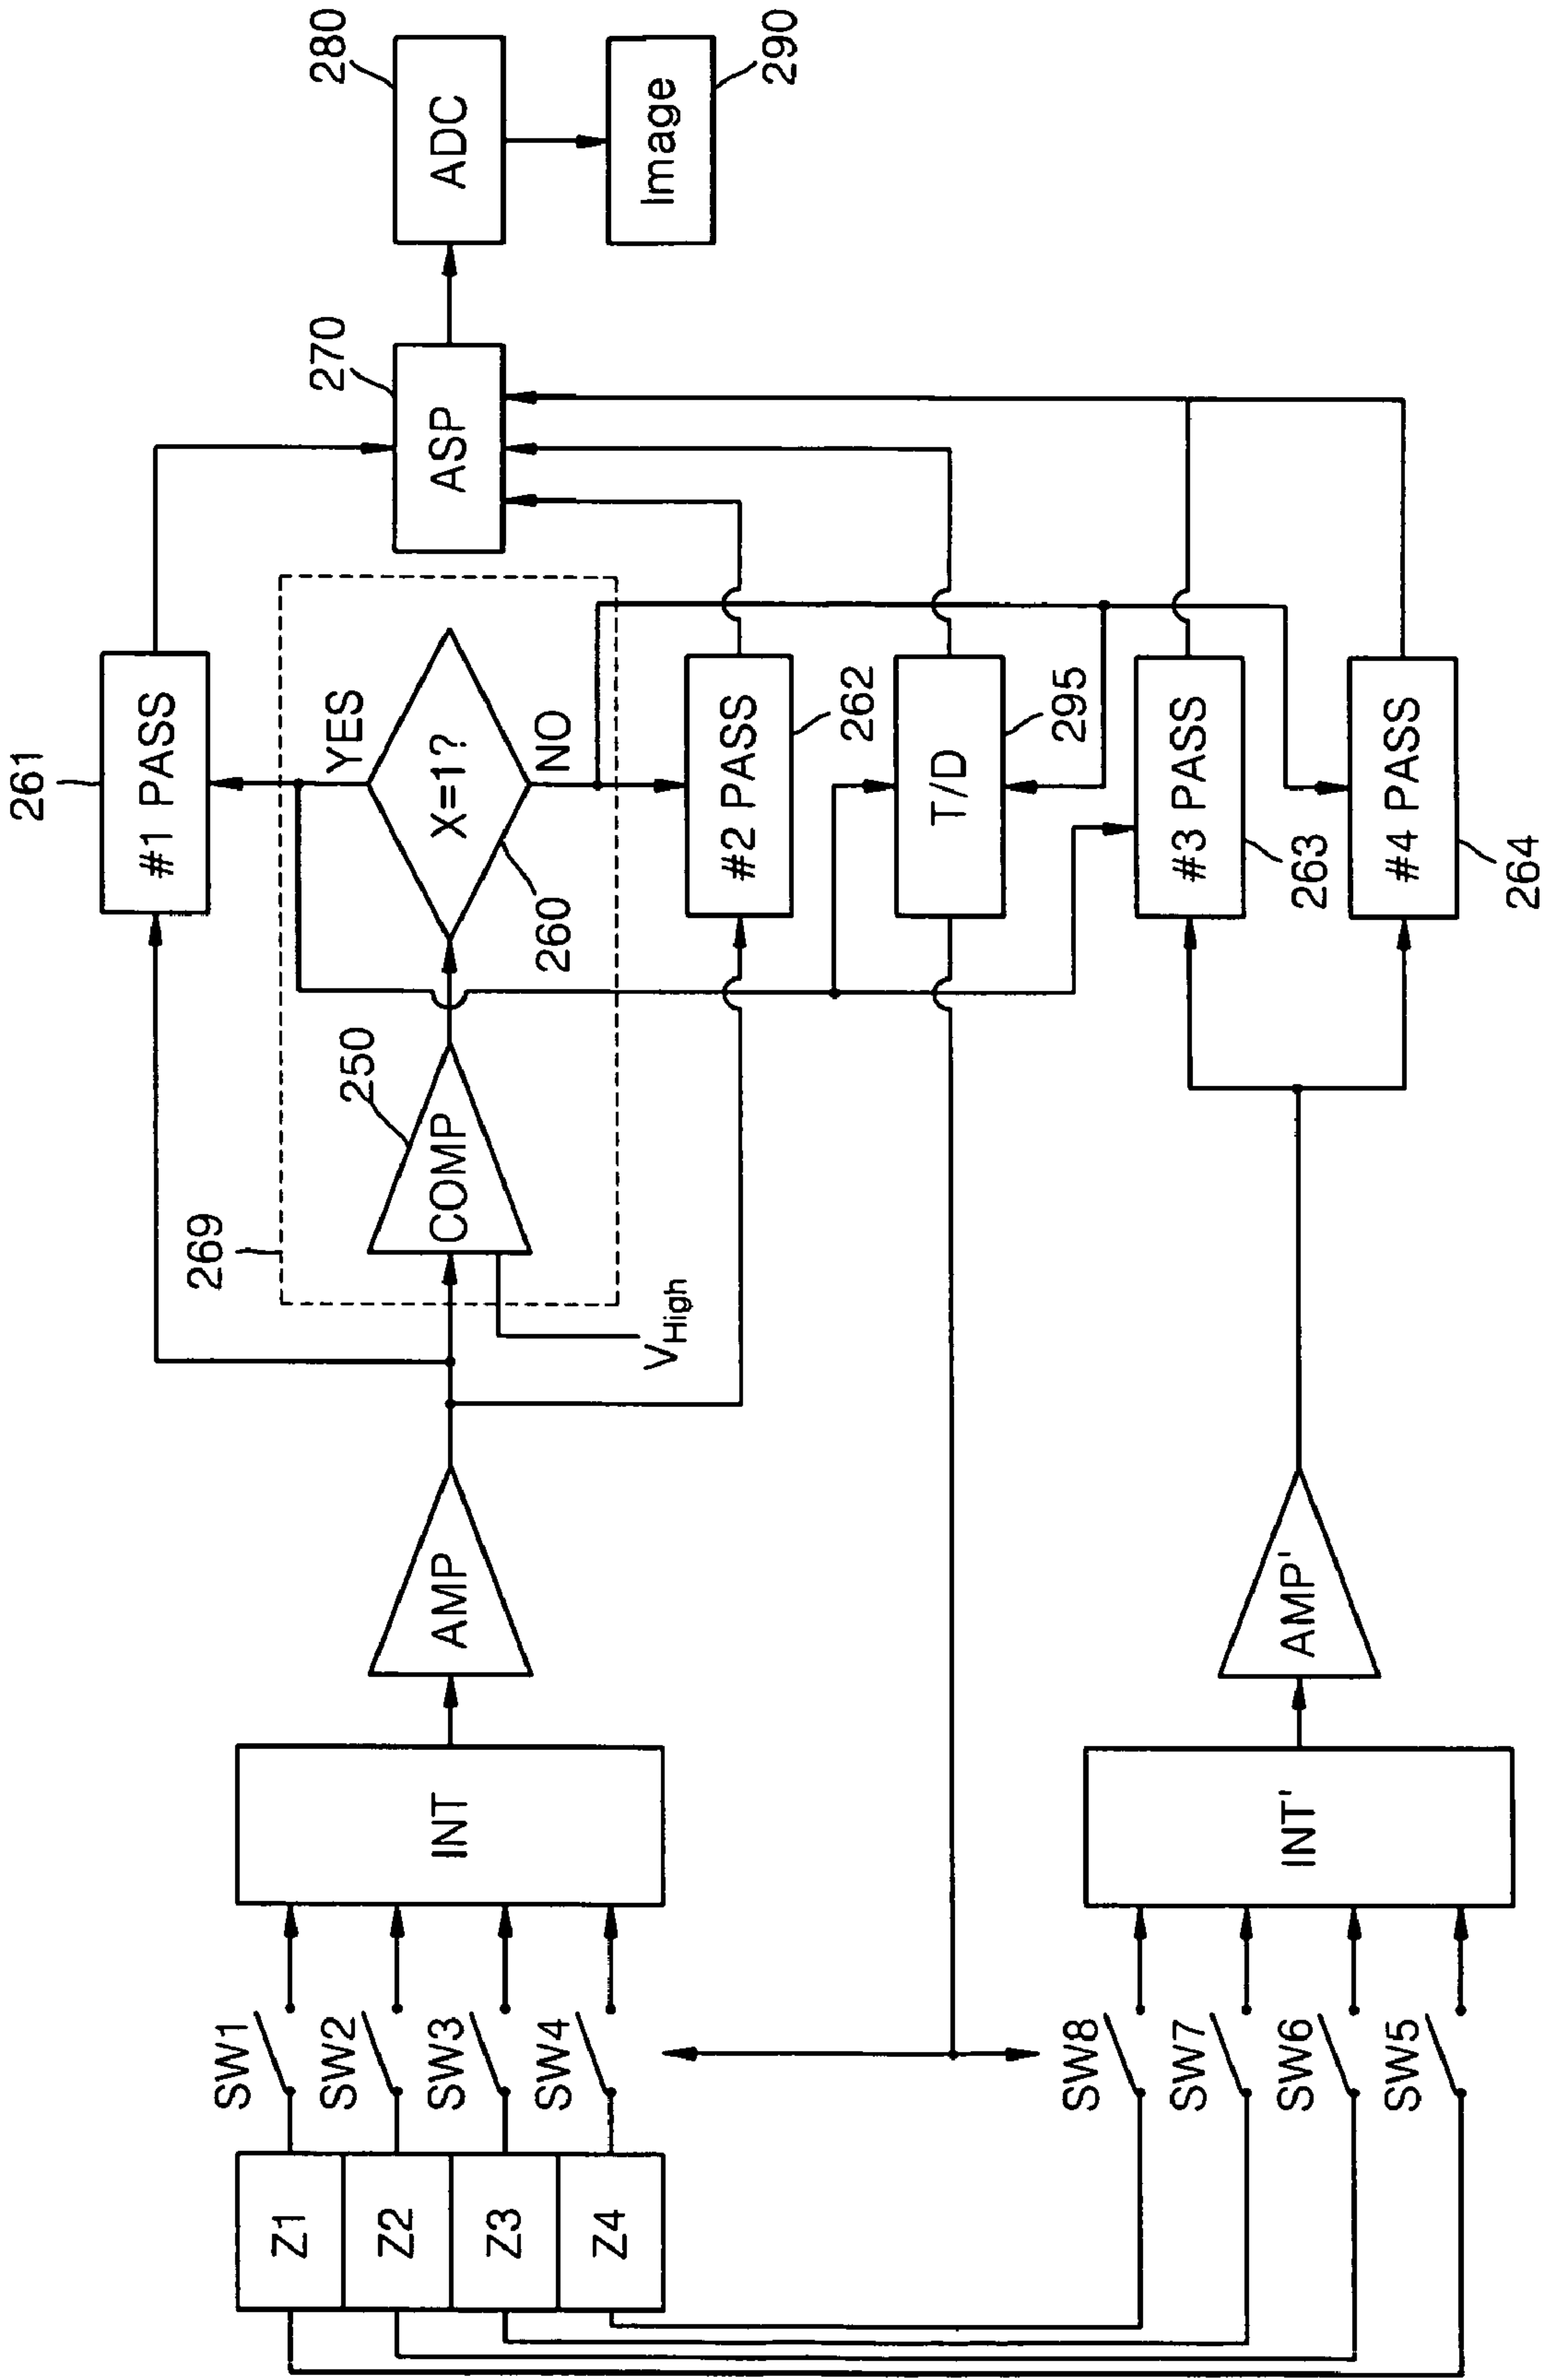 261
#1 PASS
280
ADC
Image
290
270
ASP
YES
X=1?
NO
260
250
COMP
269
VHigh
#2 PASS
262
T/D
295
#3 PASS
263
#4 PASS
264
AMP
INT
SW1
SW2
SW3
SW4
Z1
Z2
Z3
Z4
AMP'
INT'
SW8
SW7
SW6
SW5